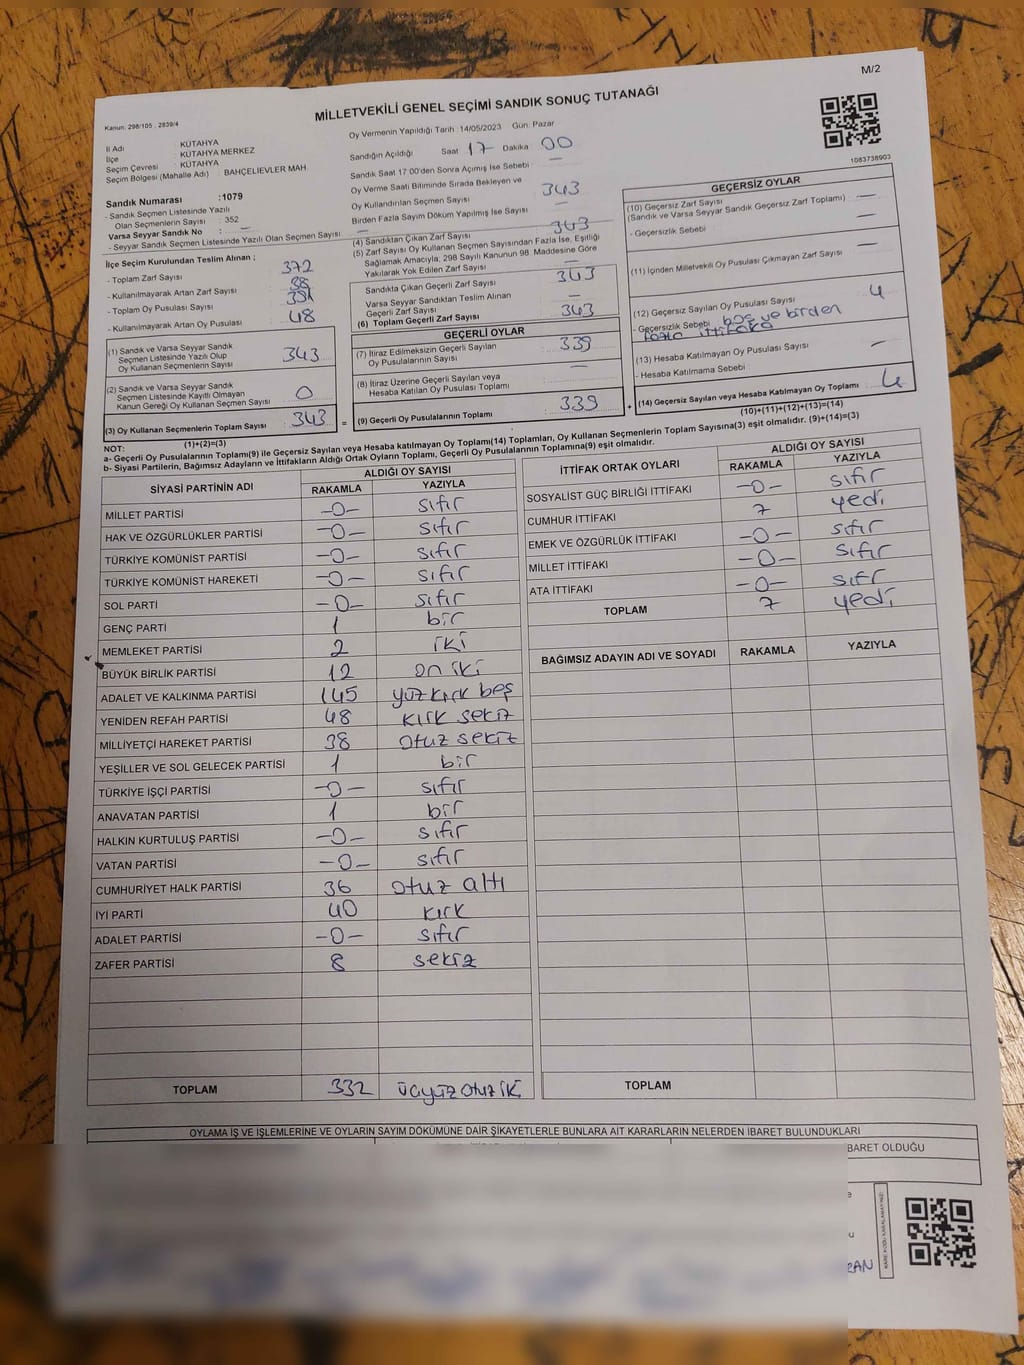 M/2
MİLLETVEKİLİ GENEL SEÇİMİ SANDIK SONUÇ TUTANAĞI
Kanun: 298/105 , 2839/4
Oy Vermenin Yapıldığı Tarih :14/05/2023 Gün: Pazar
İl Adı : KÜTAHYA
İlçe : KÜTAHYA MERKEZ
Seçim Çevresi : KÜTAHYA
Seçim Bölgesi (Mahalle Adı) : BAHÇELİEVLER MAH
Sandığın Açıldığı Saat 17 Dakika 00
Sandık Saat 17.00'den Sonra Açımış İse Sebebi : —
Oy Verme Saati Bitiminde Sırada Bekleyen ve
Oy Kullandırılan Seçmen Sayısı : 343
Birden Fazla Sayım Döküm Yapılmış İse Sayısı : —
1083738903
Sandık Numarası :1079
- Sandık Seçmen Listesinde Yazılı
Olan Seçmenlerin Sayısı : 352
Varsa Seyyar Sandık No : —
- Seyyar Sandık Seçmen Listesinde Yazılı Olan Seçmen Sayısı : —
İlçe Seçim Kurulundan Teslim Alınan ;
- Toplam Zarf Sayısı : 372
- Kullanılmayarak Artan Zarf Sayısı
- Toplam Oy Pusulası Sayısı
- Kullanılmayarak Artan Oy Pusulası : 48
(1) Sandık ve Varsa Seyyar Sandık
Seçmen Listesinde Yazılı Olup
Oy Kullanan Seçmenlerin Sayısı : 343
(2) Sandık ve Varsa Seyyar Sandık
Seçmen Listesinde Kayıtlı Olmayan
Kanun Gereği Oy Kullanan Seçmen Sayısı : 0
(3) Oy Kullanan Seçmenlerin Toplam Sayısı : 343
(1)+(2)=(3)
(4) Sandıktan Çıkan Zarf Sayısı : 343
(5) Zarf Sayısı Oy Kullanan Seçmen Sayısından Fazla İse, Eşitliği
Sağlamak Amacıyla, 298 Sayılı Kanunun 98. Maddesine Göre
Yakılarak Yok Edilen Zarf Sayısı : —
Sandıkta Çıkan Geçerli Zarf Sayısı : 343
Varsa Seyyar Sandıktan Teslim Alınan
Geçerli Zarf Sayısı : —
(6) Toplam Geçerli Zarf Sayısı : 343
GEÇERLİ OYLAR
(7) İtiraz Edilmeksizin Geçerli Sayılan
Oy Pusulalarının Sayısı : 339
(8) İtiraz Üzerine Geçerli Sayılan veya
Hesaba Katılan Oy Pusulası Toplamı : —
(9) Geçerli Oy Pusulalarının Toplamı : 339
GEÇERSİZ OYLAR
(10) Geçersiz Zarf Sayısı
(Sandık ve Varsa Seyyar Sandık Geçersiz Zarf Toplamı) : —
- Geçersizlik Sebebi : —
(11) İçinden Milletvekili Oy Pusulası Çıkmayan Zarf Sayısı : —
(12) Geçersiz Sayılan Oy Pusulası Sayısı : 4
- Geçersizlik Sebebi : boş ve birden
fazla ittifaka
(13) Hesaba Katılmayan Oy Pusulası Sayısı : —
- Hesaba Katılmama Sebebi :
(14) Geçersiz Sayılan veya Hesaba Katılmayan Oy Toplamı : 4
(10)+(11)+(12)+(13)=(14)
NOT:
a- Geçerli Oy Pusulalarının Toplamı(9) ile Geçersiz Sayılan veya Hesaba katılmayan Oy Toplamı(14) Toplamları, Oy Kullanan Seçmenlerin Toplam Sayısına(3) eşit olmalıdır. (9)+(14)=(3)
b- Siyasi Partilerin, Bağımsız Adayların ve İttifakların Aldığı Ortak Oyların Toplamı, Geçerli Oy Pusulalarının Toplamına(9) eşit olmalıdır.
SİYASİ PARTİNİN ADI ALDIĞI OY SAYISI
RAKAMLA YAZIYLA
MİLLET PARTİSİ -0- sıfır
HAK VE ÖZGÜRLÜKLER PARTİSİ -0- sıfır
TÜRKİYE KOMÜNİST PARTİSİ -0- sıfır
TÜRKİYE KOMÜNİST HAREKETİ -0- sıfır
SOL PARTİ -0- sıfır
GENÇ PARTİ 1 bir
MEMLEKET PARTİSİ 2 iki
BÜYÜK BİRLİK PARTİSİ 12 on iki
ADALET VE KALKINMA PARTİSİ 145 yüz kırk beş
YENİDEN REFAH PARTİSİ 48 kırk sekiz
MİLLİYETÇİ HAREKET PARTİSİ 38 otuz sekiz
YEŞİLLER VE SOL GELECEK PARTİSİ 1 bir
TÜRKİYE İŞÇİ PARTİSİ -0- sıfır
ANAVATAN PARTİSİ 1 bir
HALKIN KURTULUŞ PARTİSİ -0- sıfır
VATAN PARTİSİ -0- sıfır
CUMHURİYET HALK PARTİSİ 36 otuz altı
İYİ PARTİ 40 kırk
ADALET PARTİSİ -0- sıfır
ZAFER PARTİSİ 8 sekiz
TOPLAM 332 üçyüz otuz iki
İTTİFAK ORTAK OYLARI ALDIĞI OY SAYISI
RAKAMLA YAZIYLA
SOSYALİST GÜÇ BİRLİĞİ İTTİFAKI -0- sıfır
CUMHUR İTTİFAKI 7 yedi
EMEK VE ÖZGÜRLÜK İTTİFAKI -0- sıfır
MİLLET İTTİFAKI -0- sıfır
ATA İTTİFAKI -0- sıfr
TOPLAM 7 yedi
BAĞIMSIZ ADAYIN ADI VE SOYADI RAKAMLA YAZIYLA
TOPLAM
OYLAMA İŞ VE İŞLEMLERİNE VE OYLARIN SAYIM DÖKÜMÜNE DAİR ŞİKAYETLERLE BUNLARA AİT KARARLARIN NELERDEN İBARET BULUNDUKLARI
BARET OLDUĞU